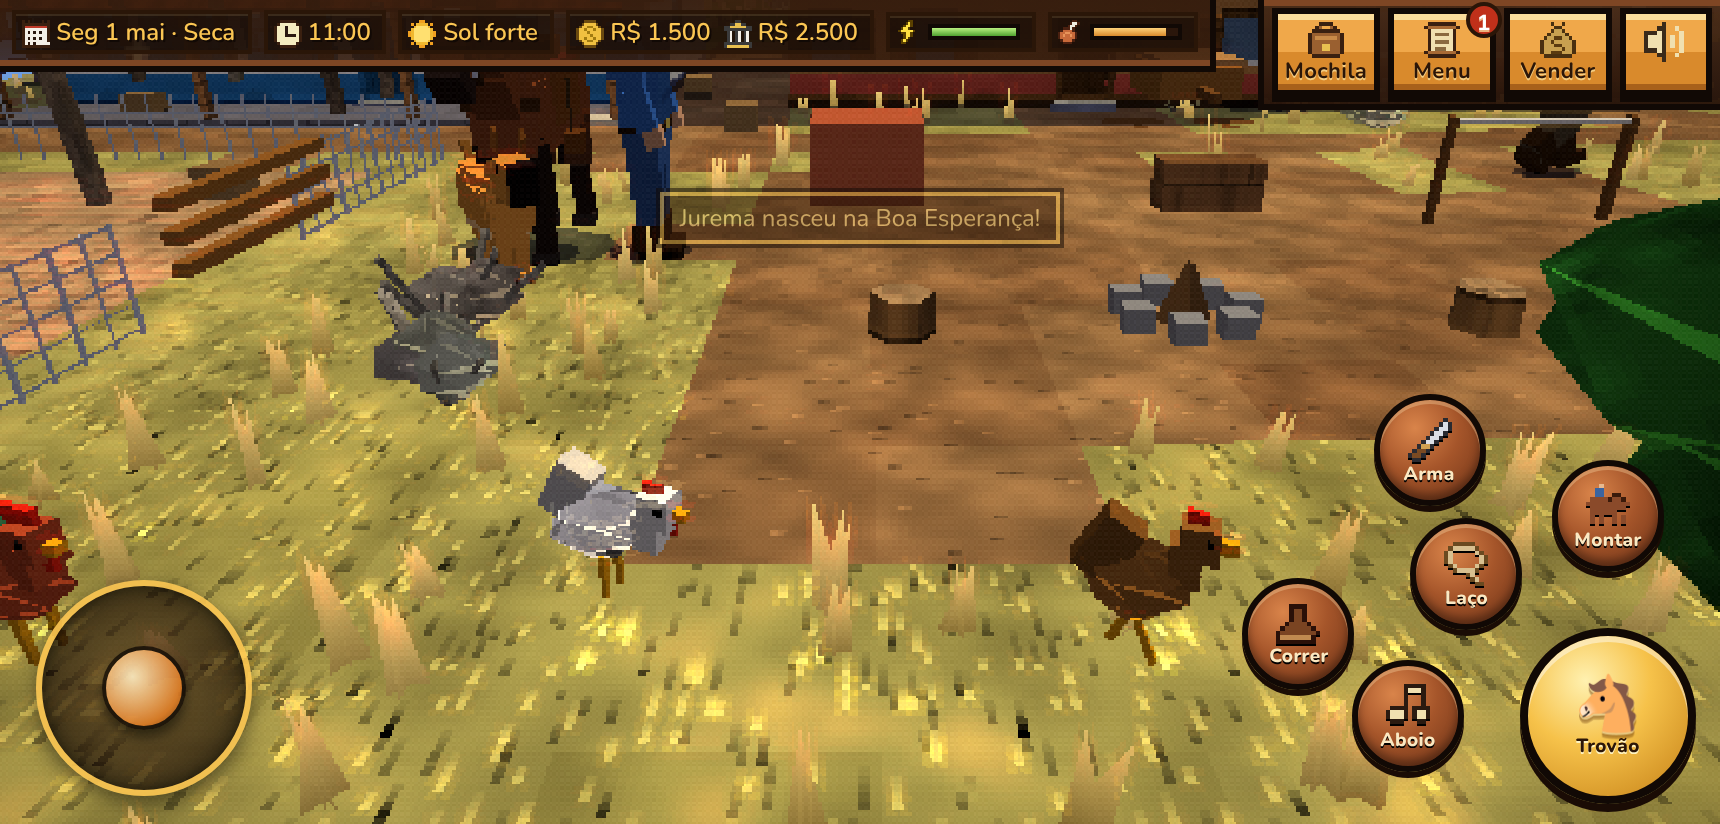 Seg 1 mai · Seca
11:00
Sol forte
R$ 1.500
R$ 2.500
Mochila
Menu
1
Vender
Jurema nasceu na Boa Esperança!
Arma
Montar
Laço
Correr
Aboio
Trovão